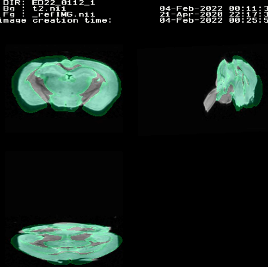 DIR: ED22_0112_1
Bg : t2.nii 04-Feb-2022 00:11:3
Fg : _refIMG.nii 21-Apr-2020 22:17:3
Image creation time: 04-Feb-2022 00:25:5